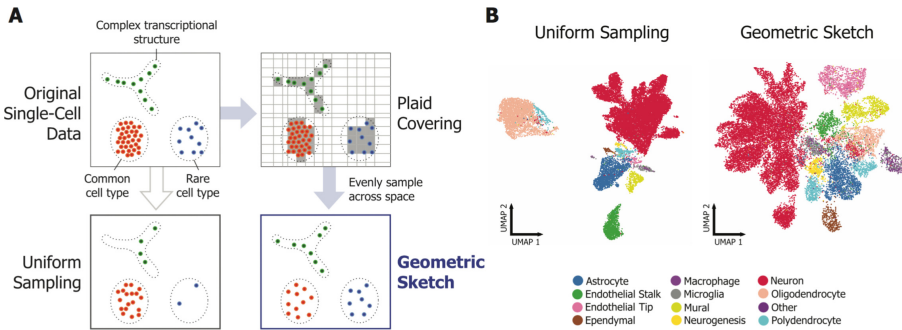 A
Complex transcriptional
structure
Original
Single-Cell
Data
Plaid
Covering
Common
cell type
Rare
cell type
Evenly sample
across space
Uniform
Sampling
Geometric
Sketch
B
Uniform Sampling
Geometric Sketch
UMAP 2
UMAP 1
UMAP 2
UMAP 1
Astrocyte
Endothelial Stalk
Endothelial Tip
Ependymal
Macrophage
Microglia
Mural
Neurogenesis
Neuron
Oligodendrocyte
Other
Polydendrocyte